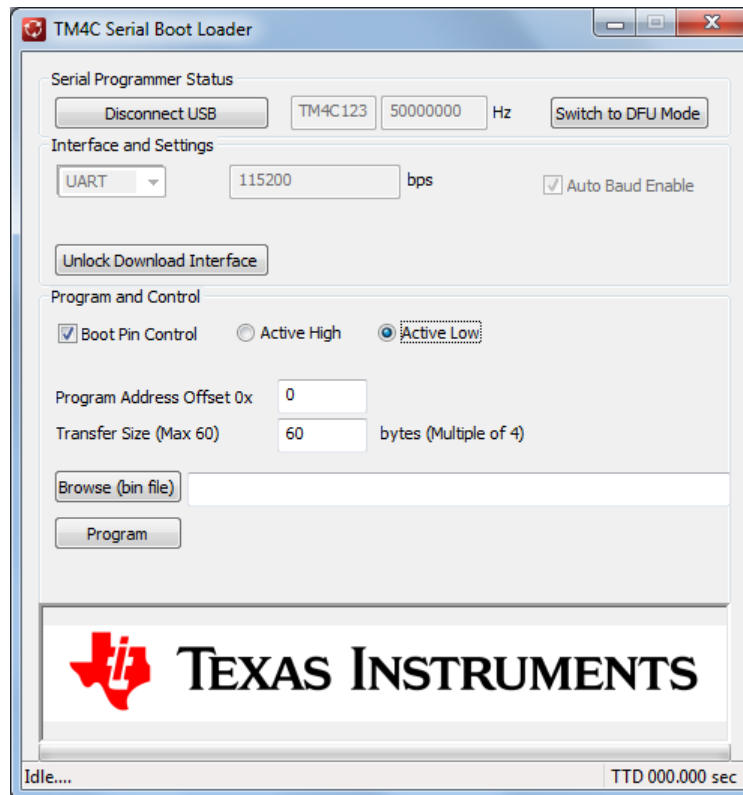 TM4C Serial Boot Loader
Serial Programmer Status
Disconnect USB TM4C123 50000000 Hz Switch to DFU Mode
Interface and Settings
UART 115200 bps Auto Baud Enable
Unlock Download Interface
Program and Control
Boot Pin Control Active High Active Low
Program Address Offset 0x 0
Transfer Size (Max 60) 60 bytes (Multiple of 4)
Browse (bin file)
Program
TEXAS INSTRUMENTS
Idle.... TTD 000.000 sec